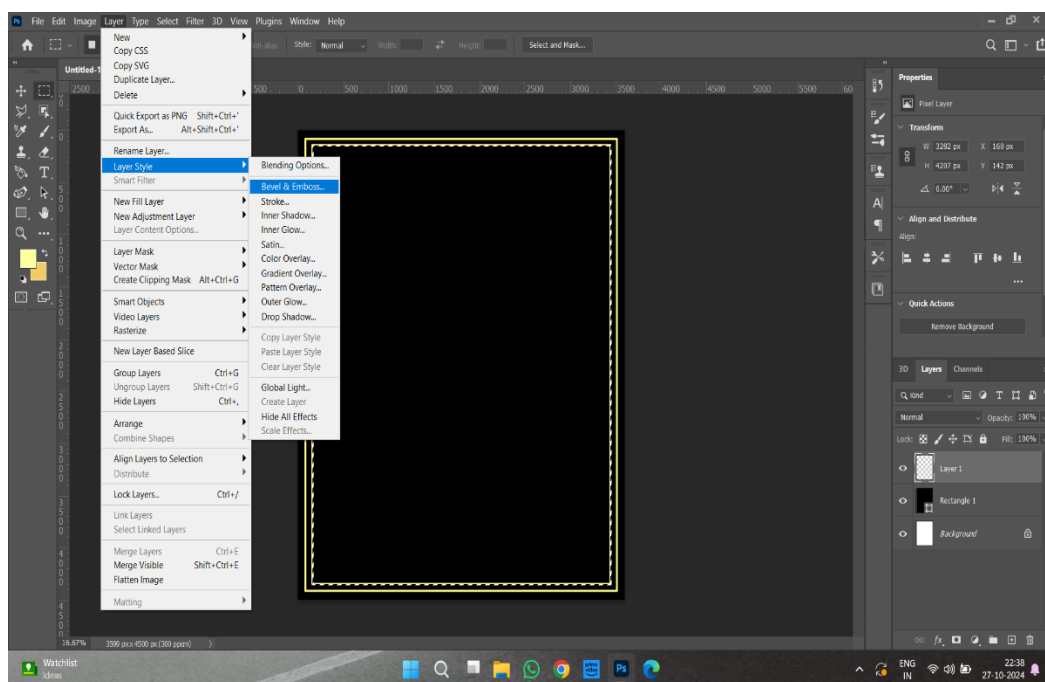 Ps File Edit Image Layer Type Select Filter 3D View Plugins Window Help
anti-alias Style: Normal Width: Height: Select and Mask...
Untitled-1
2500 500 0 500 1000 1500 2000 2500 3000 3500 4000 4500 5000 5500 60
New
Copy CSS
Copy SVG
Duplicate Layer...
Delete
Quick Export as PNG Shift+Ctrl+'
Export As... Alt+Shift+Ctrl+'
Rename Layer...
Layer Style
Smart Filter
New Fill Layer
New Adjustment Layer
Layer Content Options...
Layer Mask
Vector Mask
Create Clipping Mask Alt+Ctrl+G
Smart Objects
Video Layers
Rasterize
New Layer Based Slice
Group Layers Ctrl+G
Ungroup Layers Shift+Ctrl+G
Hide Layers Ctrl+,
Arrange
Combine Shapes
Align Layers to Selection
Distribute
Lock Layers... Ctrl+/
Link Layers
Select Linked Layers
Merge Layers Ctrl+E
Merge Visible Shift+Ctrl+E
Flatten Image
Matting
Blending Options...
Bevel & Emboss...
Stroke...
Inner Shadow...
Inner Glow...
Satin...
Color Overlay...
Gradient Overlay...
Pattern Overlay...
Outer Glow...
Drop Shadow...
Copy Layer Style
Paste Layer Style
Clear Layer Style
Global Light...
Create Layer
Hide All Effects
Scale Effects...
Properties
Pixel Layer
Transform
W 3282 px X 160 px
H 4207 px Y 142 px
0.00°
Align and Distribute
Align:
Quick Actions
Remove Background
3D Layers Channels
Kind
Normal Opacity: 100%
Lock: Fill: 100%
Layer 1
Rectangle 1
Background
16.67% 3599 px x 4500 px (300 ppcm)
Watchlist
Ideas
Ps
ENG
IN
22:38
27-10-2024